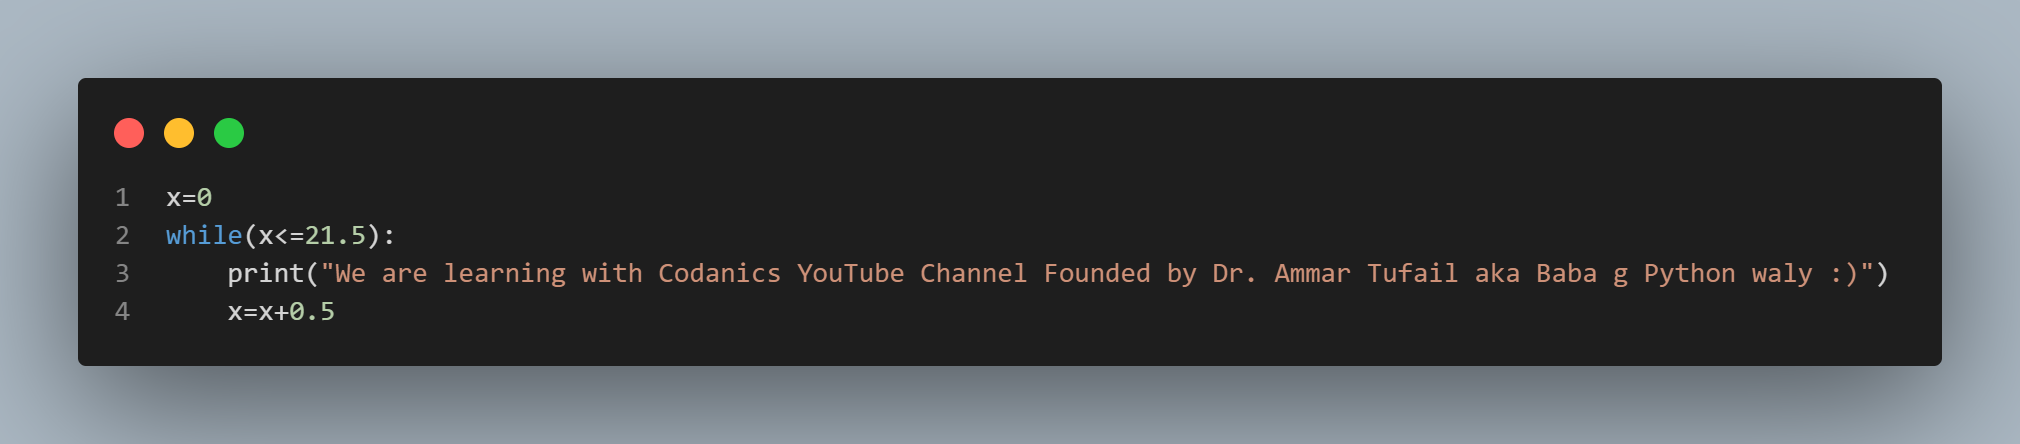 1 x=0
2 while(x<=21.5):
3     print("We are learning with Codanics YouTube Channel Founded by Dr. Ammar Tufail aka Baba g Python waly :)")
4     x=x+0.5